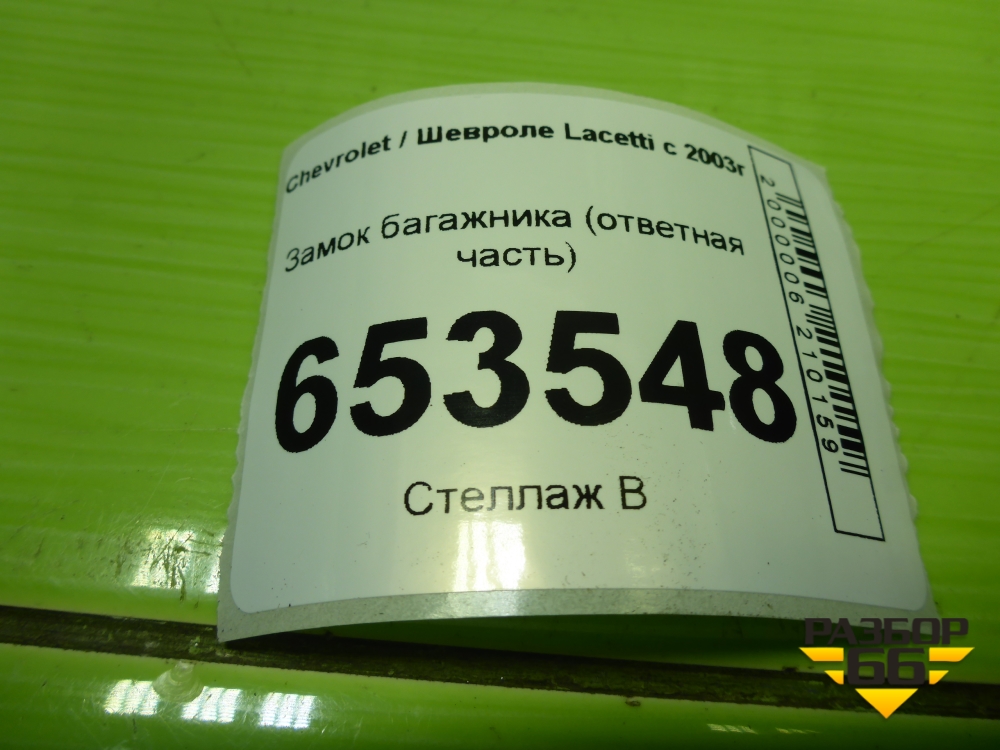 Chevrolet / Шевроле Lacetti с 2003г
Замок багажника (ответная
часть)
653548
Стеллаж В
2000006210159
РАЗБОР
66